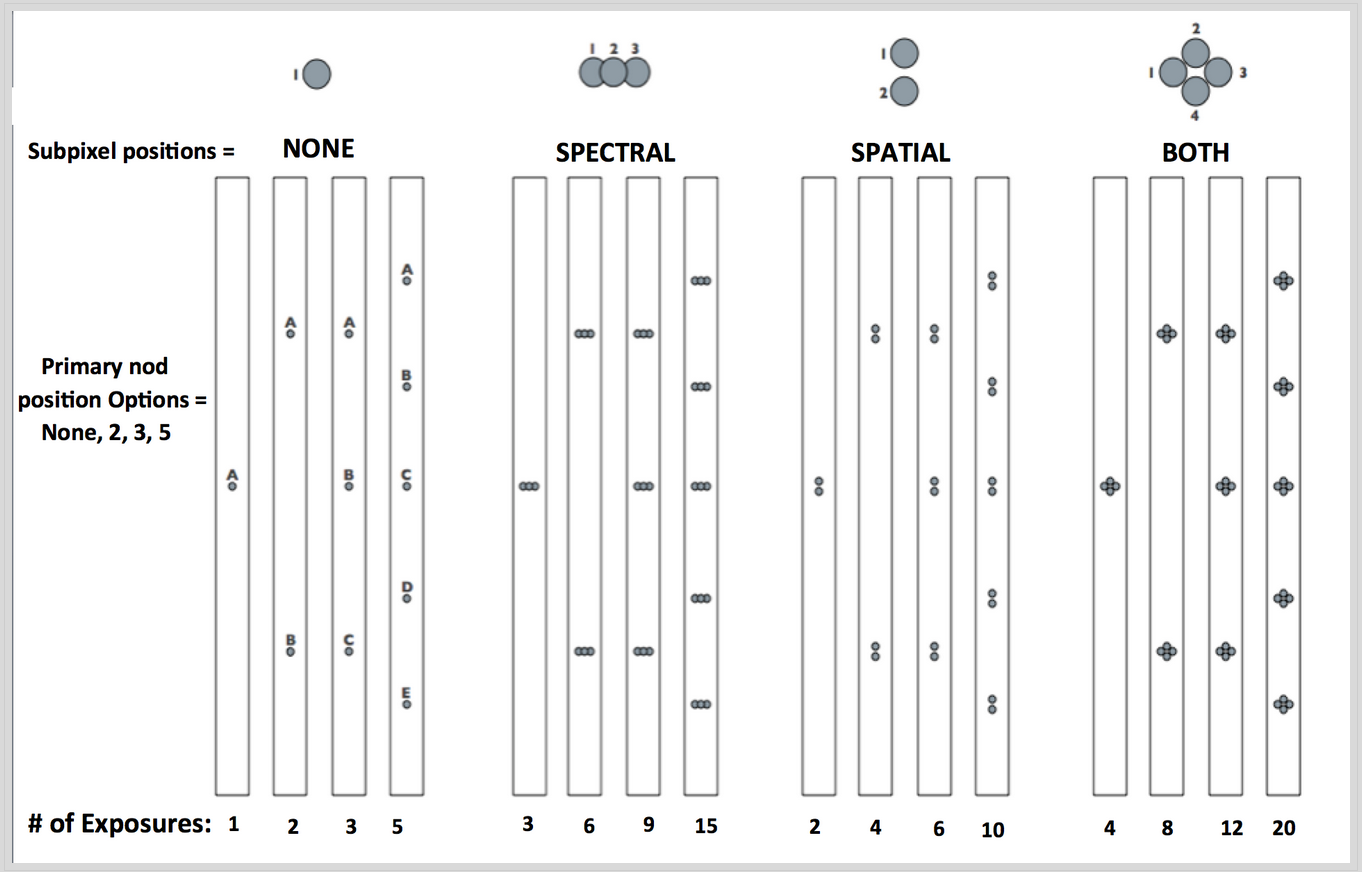 1
1 2 3
1
2
2
1
3
4
Subpixel positions =
NONE
SPECTRAL
SPATIAL
BOTH
A
A
A
B
B
A
B
C
A
B
C
D
E
Primary nod
position Options =
None, 2, 3, 5
# of Exposures: 1 2 3 5 3 6 9 15 2 4 6 10 4 8 12 20